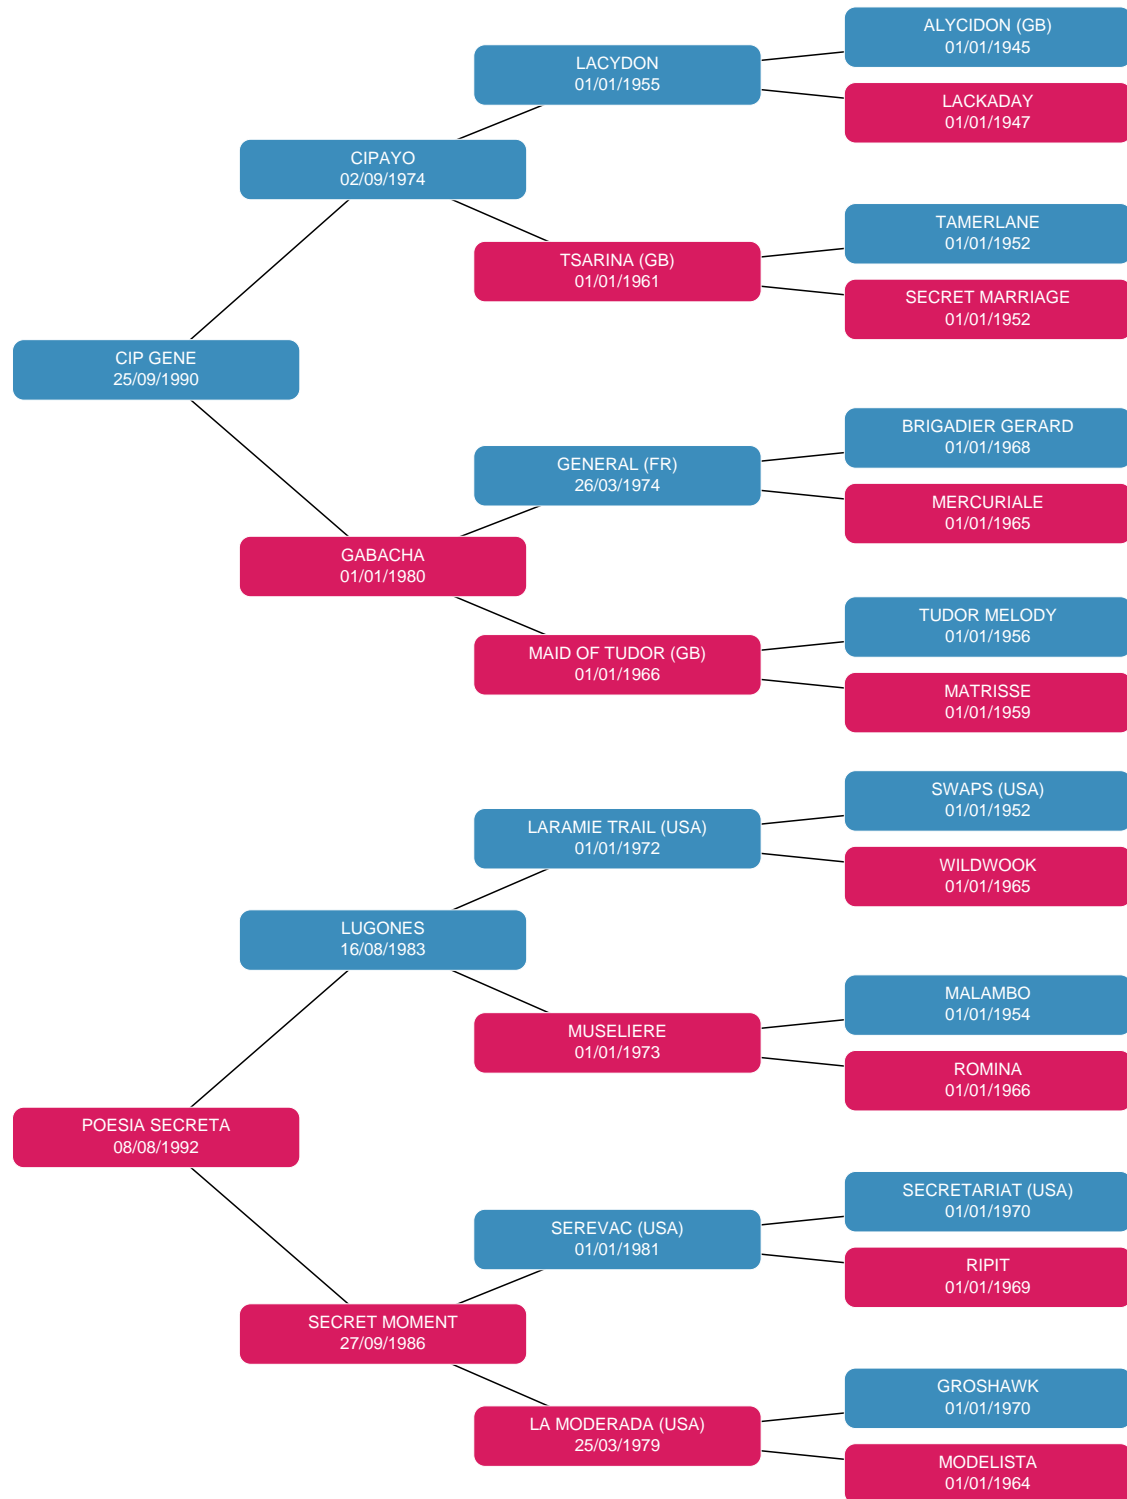 ALYCIDON (GB)
01/01/1945
LACYDON
01/01/1955
LACKADAY
01/01/1947
CIPAYO
02/09/1974
TAMERLANE
01/01/1952
TSARINA (GB)
01/01/1961
SECRET MARRIAGE
01/01/1952
CIP GENE
25/09/1990
BRIGADIER GERARD
01/01/1968
GENERAL (FR)
26/03/1974
MERCURIALE
01/01/1965
GABACHA
01/01/1980
TUDOR MELODY
01/01/1956
MAID OF TUDOR (GB)
01/01/1966
MATRISSE
01/01/1959
SWAPS (USA)
01/01/1952
LARAMIE TRAIL (USA)
01/01/1972
WILDWOOK
01/01/1965
LUGONES
16/08/1983
MALAMBO
01/01/1954
MUSELIERE
01/01/1973
ROMINA
01/01/1966
POESIA SECRETA
08/08/1992
SECRETARIAT (USA)
01/01/1970
SEREVAC (USA)
01/01/1981
RIPIT
01/01/1969
SECRET MOMENT
27/09/1986
GROSHAWK
01/01/1970
LA MODERADA (USA)
25/03/1979
MODELISTA
01/01/1964